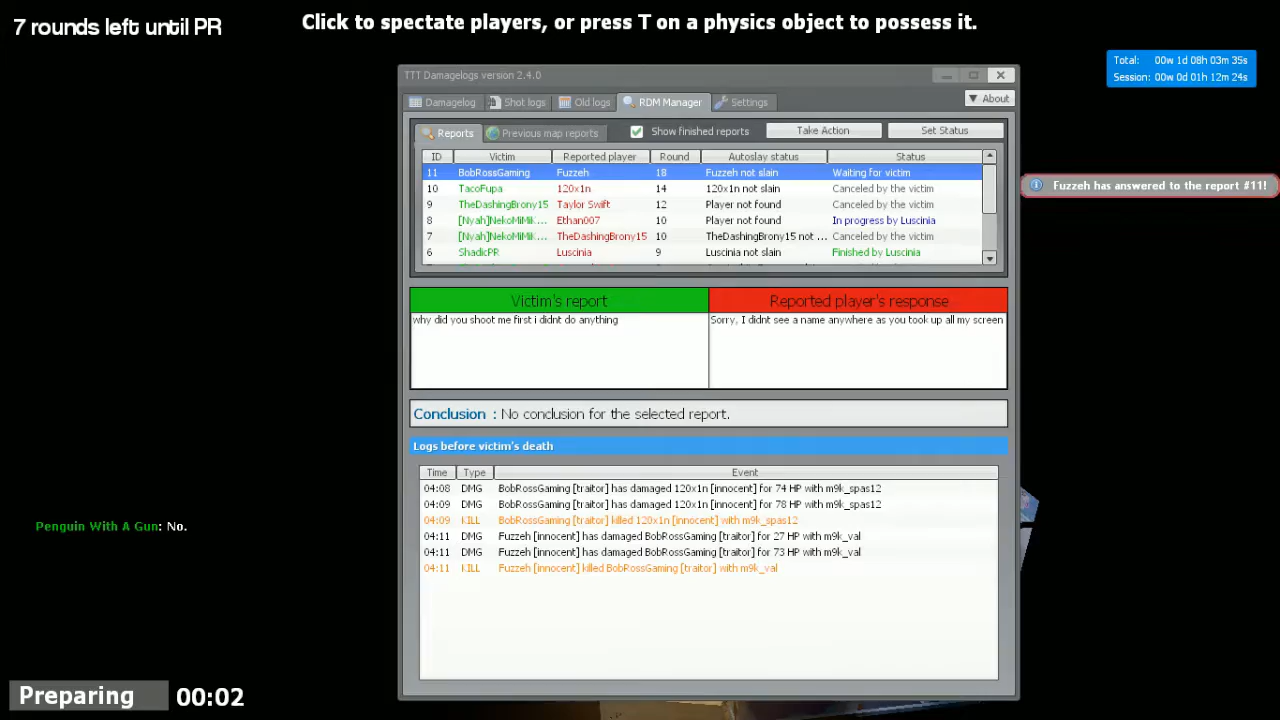 7 rounds left until PR
Click to spectate players, or press T on a physics object to possess it.
Total: 00w 1d 08h 03m 35s
Session: 00w 0d 01h 12m 24s
TTT Damagelogs version 2.4.0
▼ About
Damagelog Shot logs Old logs RDM Manager Settings
Reports Previous map reports Show finished reports Take Action Set Status
ID Victim Reported player Round Autoslay status Status
11 BobRossGaming Fuzzeh 18 Fuzzeh not slain Waiting for victim
10 TacoFupa 120x1n 14 120x1n not slain Canceled by the victim
9 TheDashingBrony15 Taylor Swift 12 Player not found Canceled by the victim
8 [Nyah]NekoMiMi... Ethan007 10 Player not found In progress by Luscinia
7 [Nyah]NekoMiMi... TheDashingBrony15 10 TheDashingBrony15 not ... Canceled by the victim
6 ShadicPR Luscinia 9 Luscinia not slain Finished by Luscinia
Fuzzeh has answered to the report #11!
Victim's report Reported player's response
why did you shoot me first i didnt do anything Sorry, I didnt see a name anywhere as you took up all my screen
Conclusion : No conclusion for the selected report.
Logs before victim's death
Time Type Event
04:08 DMG BobRossGaming [traitor] has damaged 120x1n [innocent] for 74 HP with m9k_spas12
04:09 DMG BobRossGaming [traitor] has damaged 120x1n [innocent] for 78 HP with m9k_spas12
04:09 KILL BobRossGaming [traitor] killed 120x1n [innocent] with m9k_spas12
04:11 DMG Fuzzeh [innocent] has damaged BobRossGaming [traitor] for 27 HP with m9k_val
04:11 DMG Fuzzeh [innocent] has damaged BobRossGaming [traitor] for 73 HP with m9k_val
04:11 KILL Fuzzeh [innocent] killed BobRossGaming [traitor] with m9k_val
Penguin With A Gun: No.
Preparing 00:02